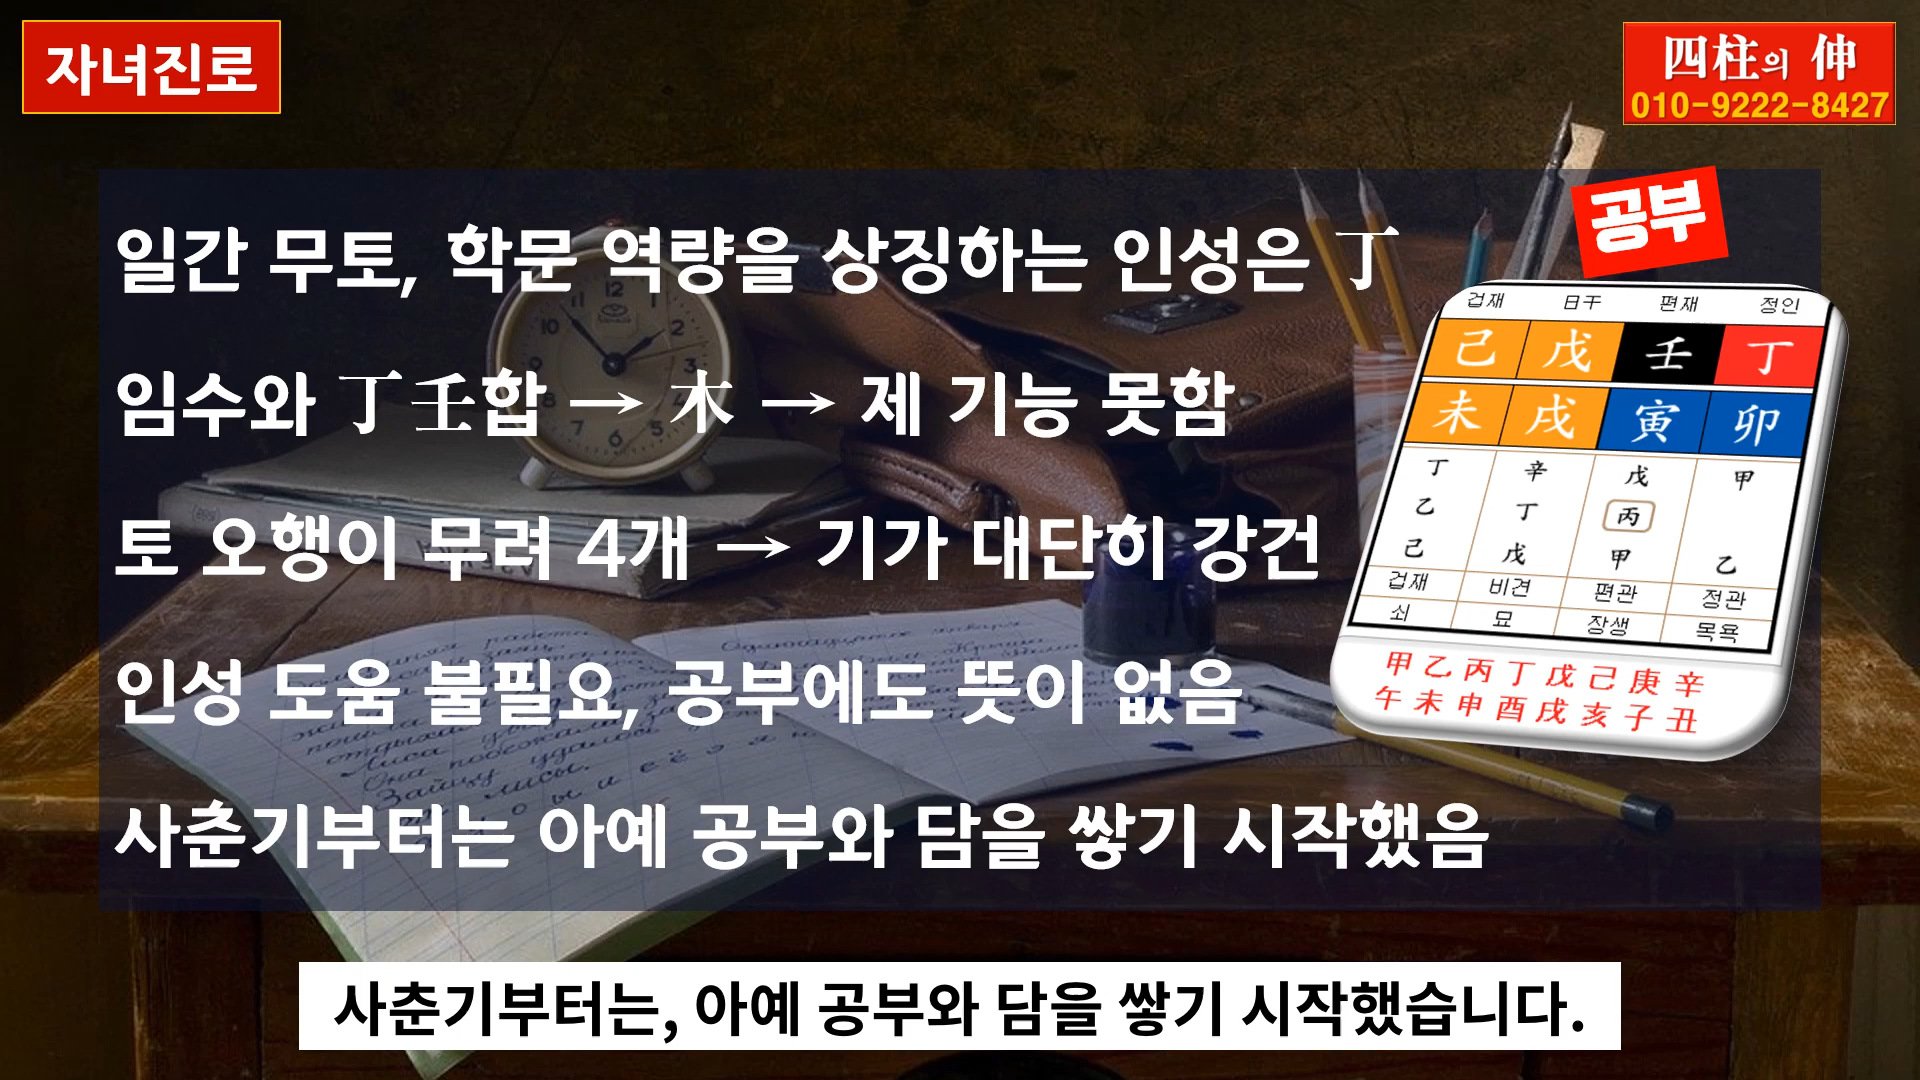 자녀진로
四柱의 伸
010-9222-8427
공부
일간 무토, 학문 역량을 상징하는 인성은 丁
임수와 丁壬합 → 木 → 제 기능 못함
토 오행이 무려 4개 → 기가 대단히 강건
인성 도움 불필요, 공부에도 뜻이 없음
사춘기부터는 아예 공부와 담을 쌓기 시작했음
겁재 日干 편재 정인
己 戊 壬 丁
未 戌 寅 卯
丁 辛 戊 甲
乙 丁 丙
己 戊 甲 乙
겁재 비견 편관 정관
쇠 묘 장생 목욕
甲 乙 丙 丁 戊 己 庚 辛
午 未 申 酉 戌 亥 子 丑
사춘기부터는, 아예 공부와 담을 쌓기 시작했습니다.